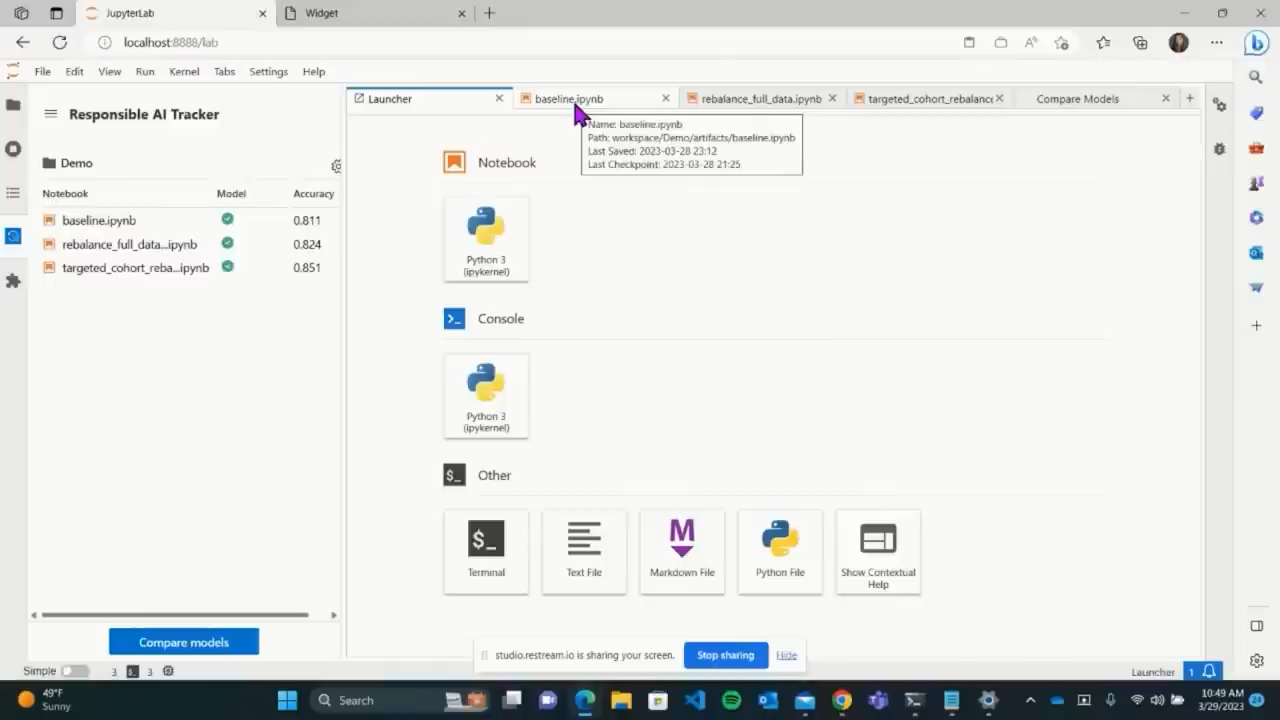 JupyterLab
Widget
localhost:8888/lab
File Edit View Run Kernel Tabs Settings Help
Launcher
baseline.ipynb
rebalance_full_data.ipynb
targeted_cohort_rebalance
Compare Models
Responsible AI Tracker
Name: baseline.ipynb
Path: workspace/Demo/artifacts/baseline.ipynb
Last Saved: 2023-03-28 23:12
Last Checkpoint: 2023-03-28 21:25
Demo
Notebook Model Accuracy
baseline.ipynb 0.811
rebalance_full_data...ipynb 0.824
targeted_cohort_reba...ipynb 0.851
Notebook
Python 3
(ipykernel)
Console
Python 3
(ipykernel)
Other
$_
$_
Terminal
Text File
M
Markdown File
Python File
Show Contextual
Help
Compare models
studio.restream.io is sharing your screen.
Stop sharing
Hide
Simple 3 3
Launcher 1
49°F
Sunny
Search
10:49 AM
3/29/2023
24